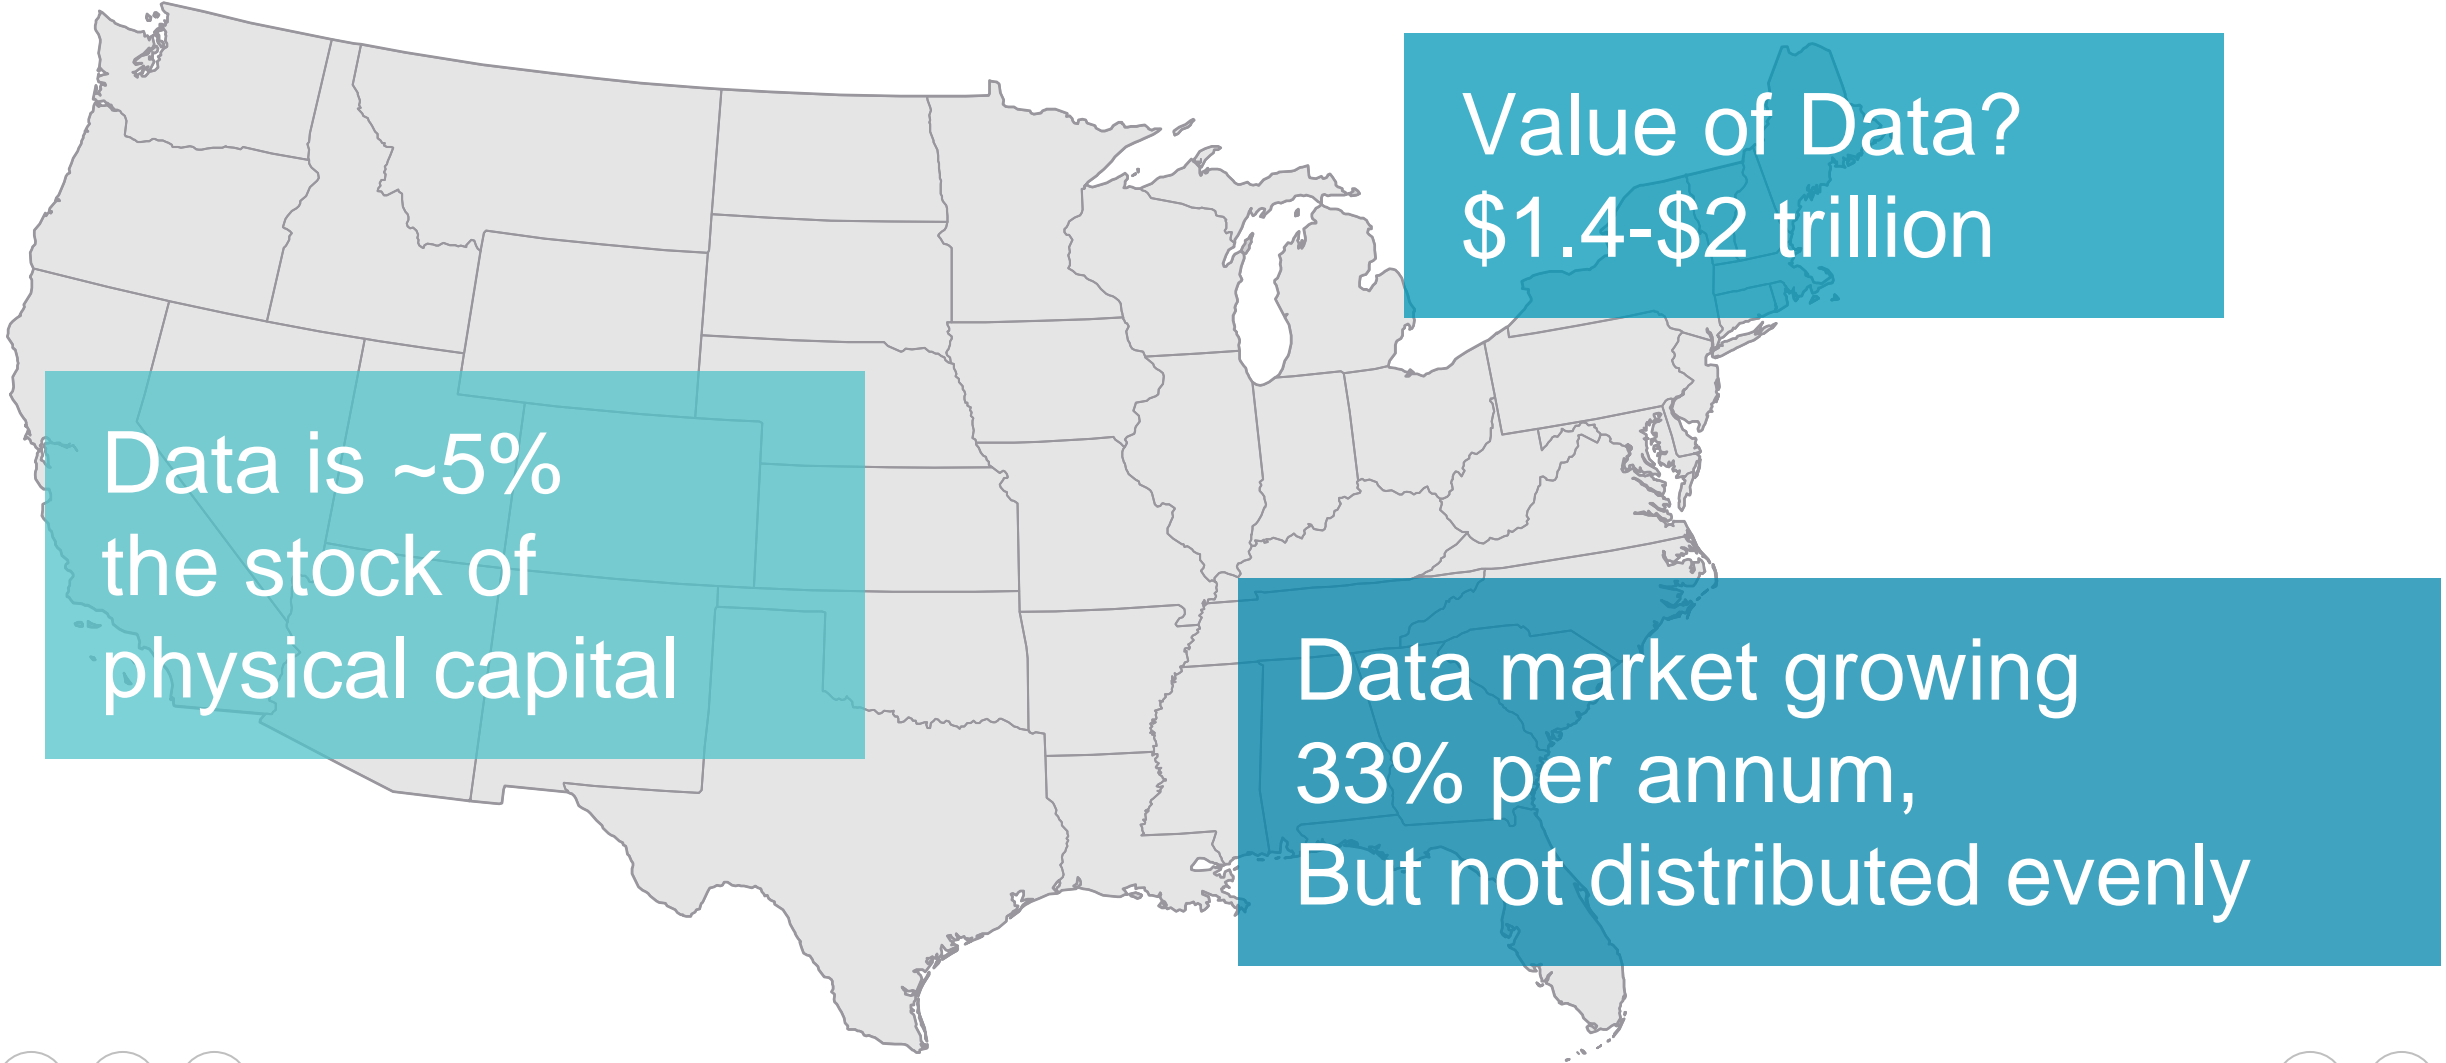 Value of Data?
$1.4-$2 trillion
Data is ~5%
the stock of
physical capital
Data market growing
33% per annum,
But not distributed evenly